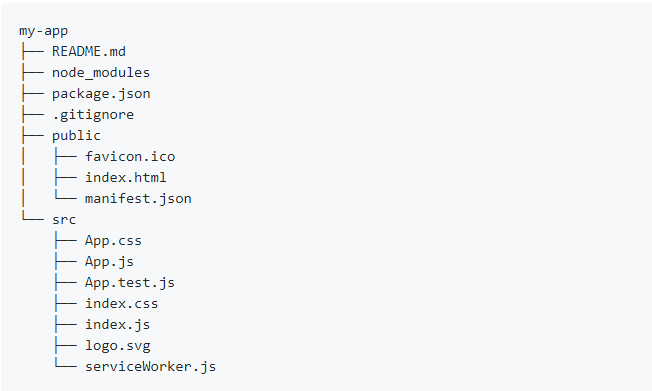 my-app
├── README.md
├── node_modules
├── package.json
├── .gitignore
├── public
│   ├── favicon.ico
│   ├── index.html
│   └── manifest.json
└── src
    ├── App.css
    ├── App.js
    ├── App.test.js
    ├── index.css
    ├── index.js
    ├── logo.svg
    └── serviceWorker.js